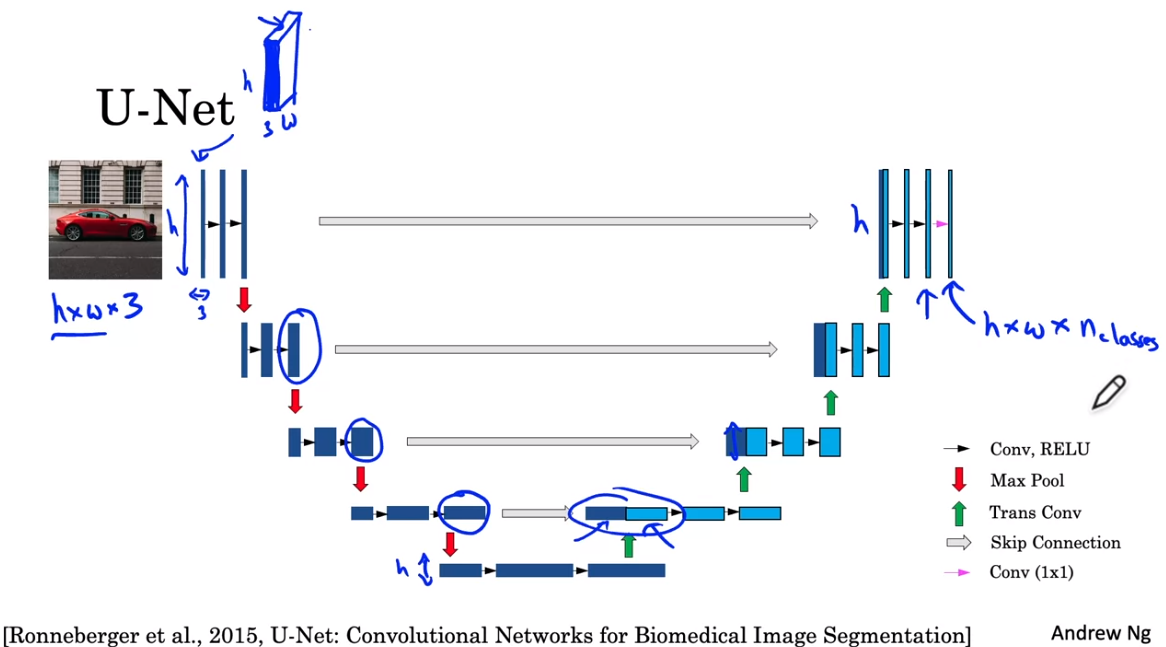 h
3 w
U-Net
h
h
3
h×w×3
h×w×n classes
Conv, RELU
Max Pool
Trans Conv
Skip Connection
h
Conv (1x1)
[Ronneberger et al., 2015, U-Net: Convolutional Networks for Biomedical Image Segmentation]
Andrew Ng